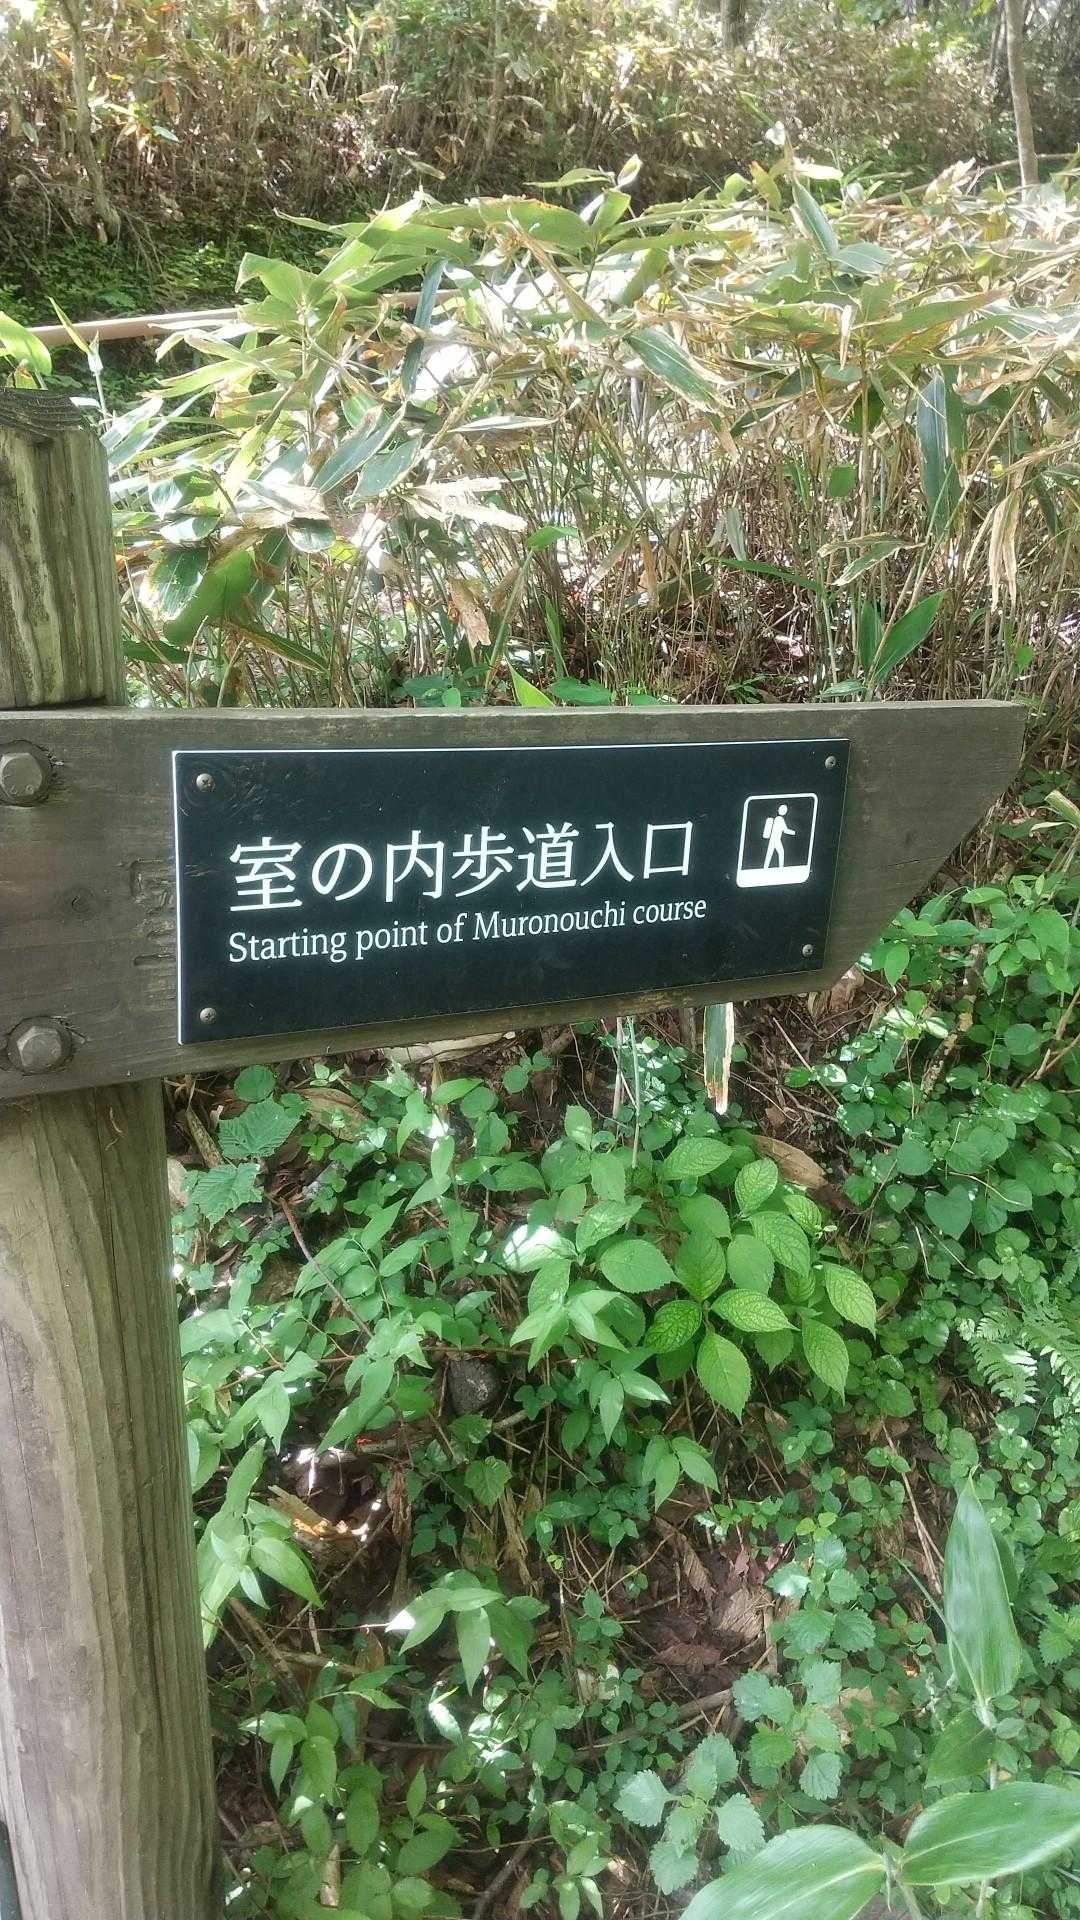 室の内歩道入口
Starting point of Muronouchi course